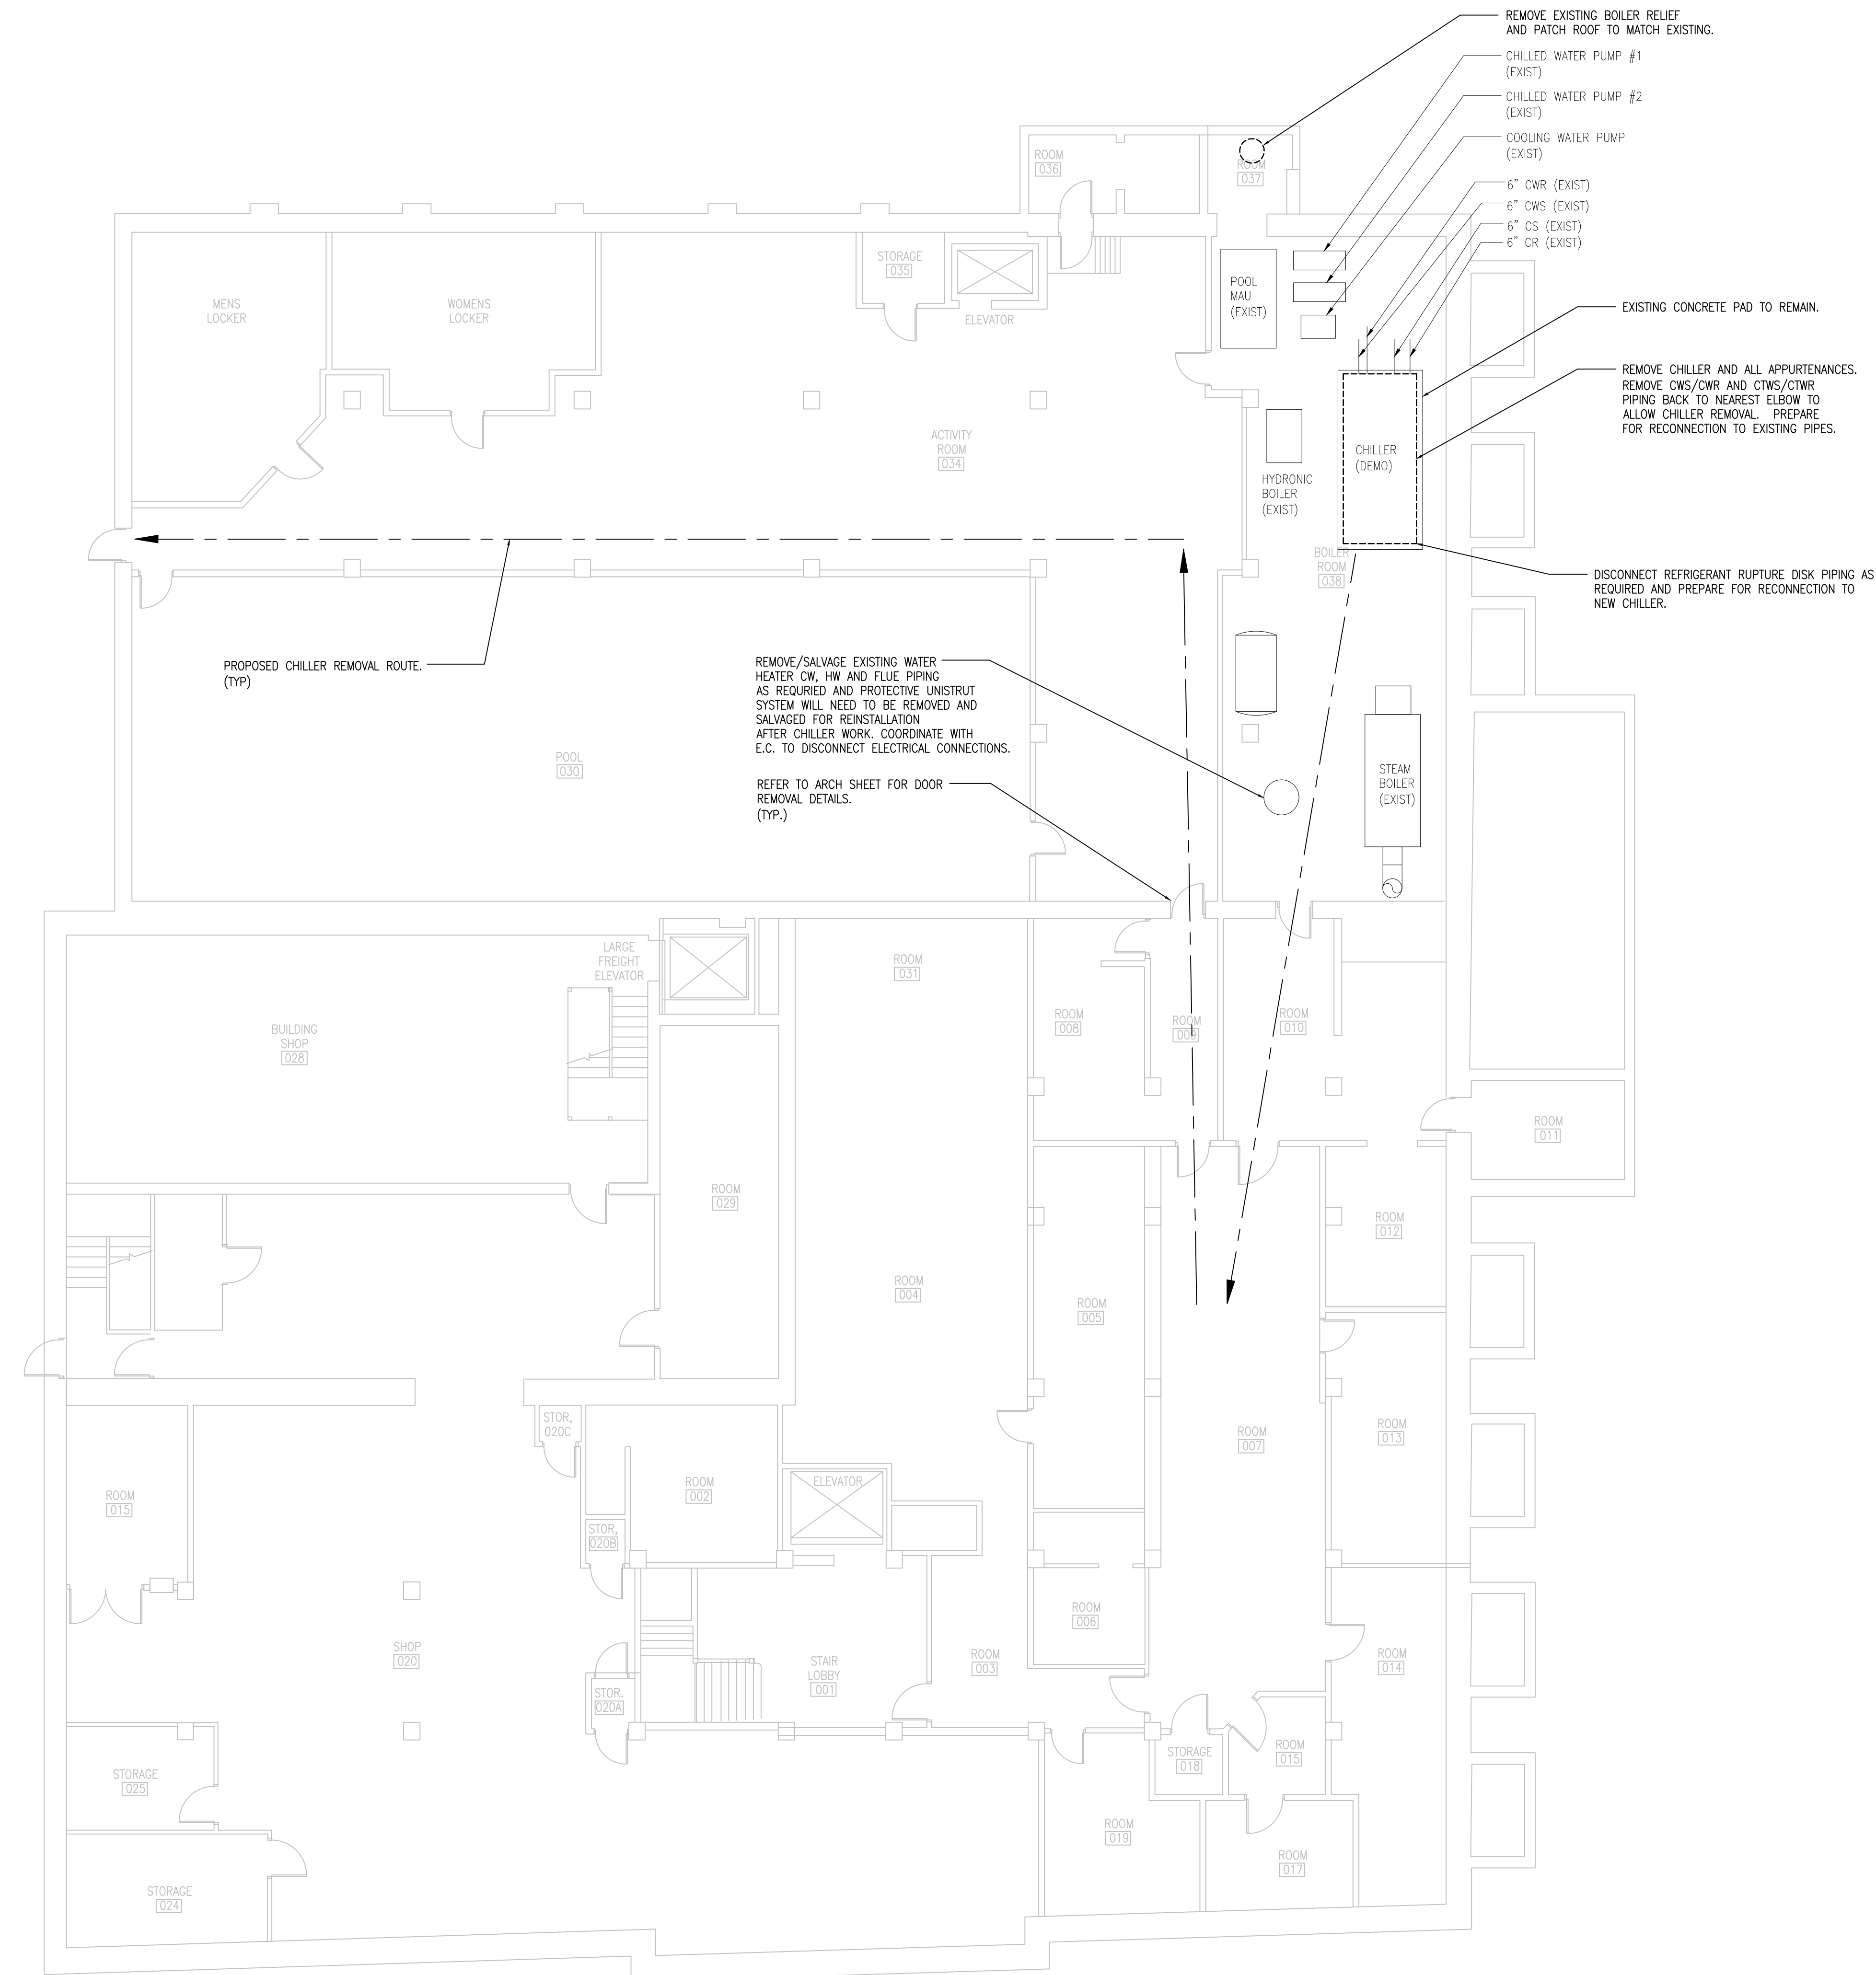 REMOVE EXISTING BOILER RELIEF
AND PATCH ROOF TO MATCH EXISTING.
CHILLED WATER PUMP #1
(EXIST)
CHILLED WATER PUMP #2
(EXIST)
COOLING WATER PUMP
(EXIST)
6" CWR (EXIST)
6" CWS (EXIST)
6" CS (EXIST)
6" CR (EXIST)
ROOM
036
ROOM
037
STORAGE
035
ELEVATOR
MENS
LOCKER
WOMENS
LOCKER
POOL
MAU
(EXIST)
EXISTING CONCRETE PAD TO REMAIN.
REMOVE CHILLER AND ALL APPURTENANCES.
REMOVE CWS/CWR AND CTWS/CTWR
PIPING BACK TO NEAREST ELBOW TO
ALLOW CHILLER REMOVAL. PREPARE
FOR RECONNECTION TO EXISTING PIPES.
ACTIVITY
ROOM
034
CHILLER
(DEMO)
HYDRONIC
BOILER
(EXIST)
BOILER
ROOM
038
DISCONNECT REFRIGERANT RUPTURE DISK PIPING AS
REQUIRED AND PREPARE FOR RECONNECTION TO
NEW CHILLER.
PROPOSED CHILLER REMOVAL ROUTE.
(TYP)
REMOVE/SALVAGE EXISTING WATER
HEATER CW, HW AND FLUE PIPING
AS REQURIED AND PROTECTIVE UNISTRUT
SYSTEM WILL NEED TO BE REMOVED AND
SALVAGED FOR REINSTALLATION
AFTER CHILLER WORK. COORDINATE WITH
E.C. TO DISCONNECT ELECTRICAL CONNECTIONS.
POOL
030
REFER TO ARCH SHEET FOR DOOR
REMOVAL DETAILS.
(TYP.)
STEAM
BOILER
(EXIST)
LARGE
FREIGHT
ELEVATOR
ROOM
031
BUILDING
SHOP
028
ROOM
008
ROOM
009
ROOM
010
ROOM
011
ROOM
029
ROOM
012
ROOM
004
ROOM
005
STOR,
020C
ROOM
007
ROOM
013
ROOM
015
ROOM
002
ELEVATOR
STOR,
020B
ROOM
006
SHOP
020
STAIR
LOBBY
001
ROOM
003
ROOM
014
STOR.
020A
STORAGE
025
STORAGE
018
ROOM
015
ROOM
019
ROOM
017
STORAGE
024